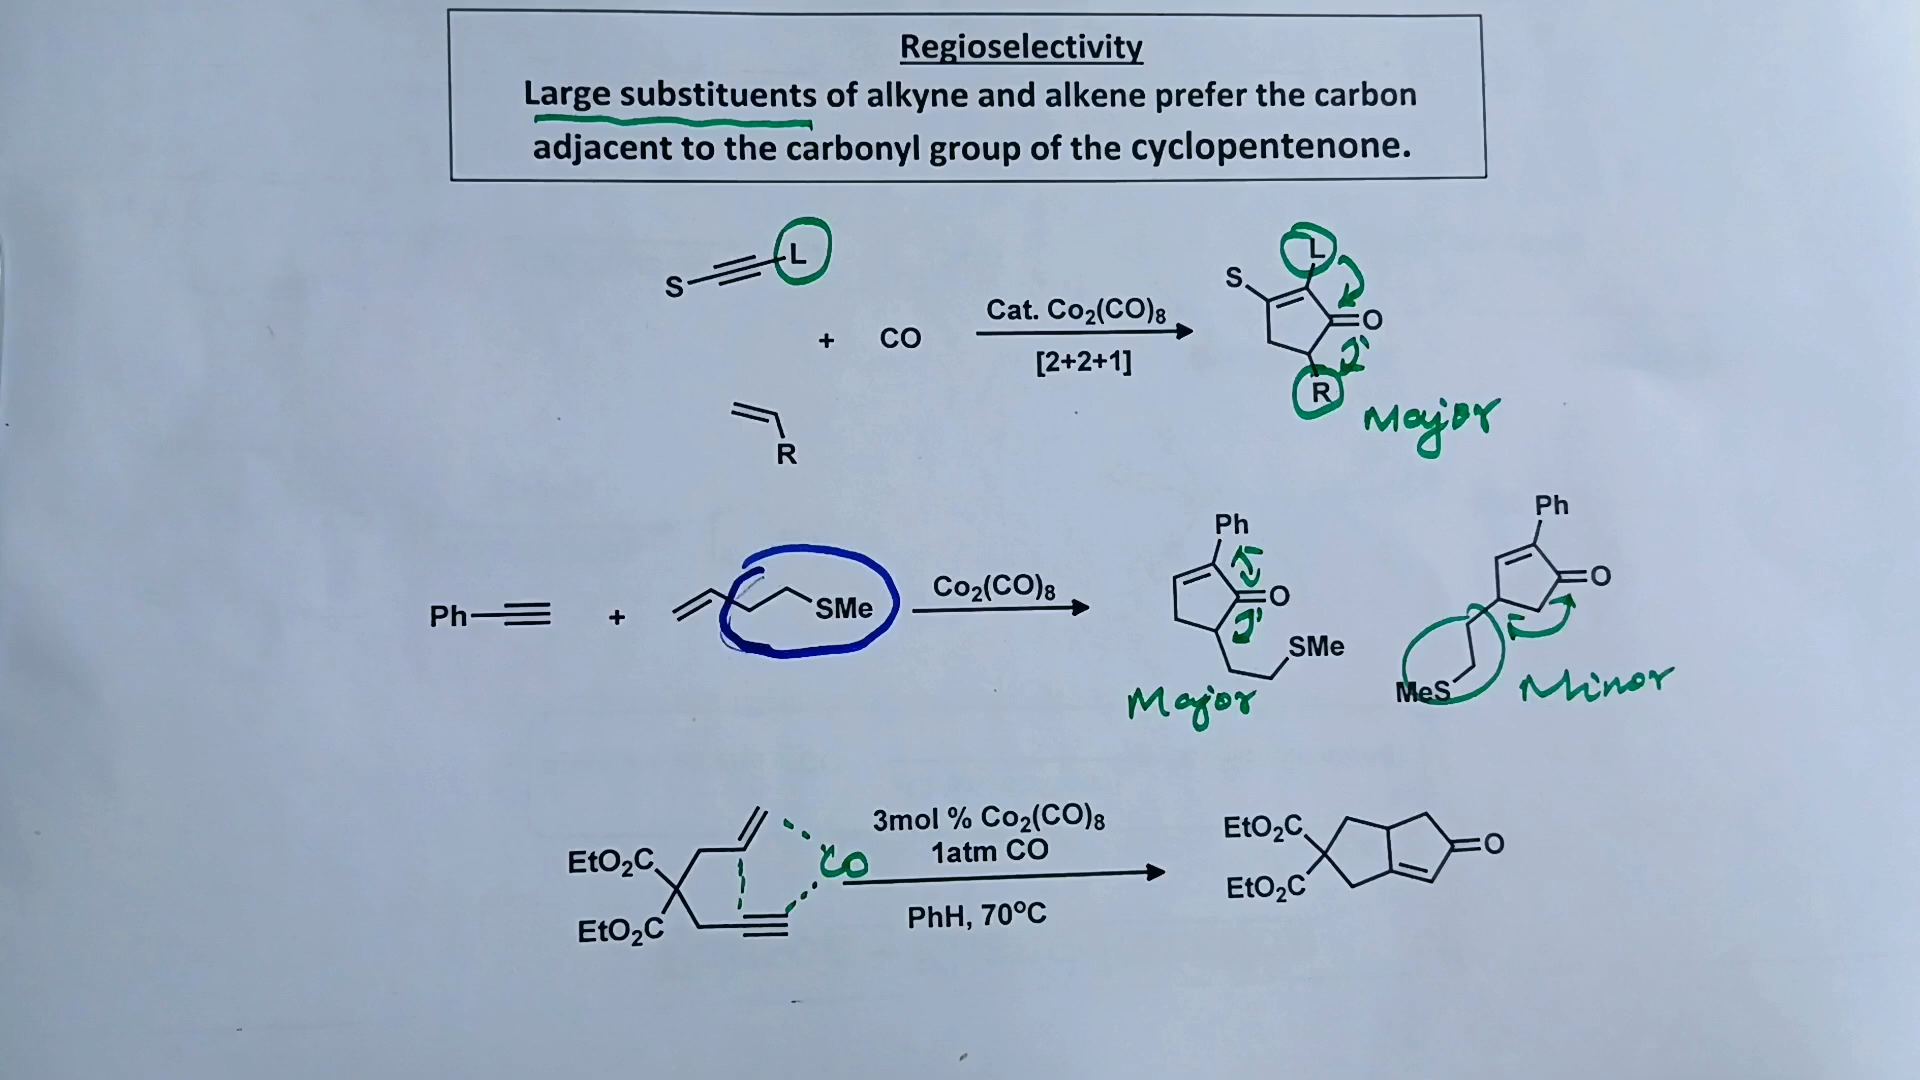 Regioselectivity
Large substituents of alkyne and alkene prefer the carbon
adjacent to the carbonyl group of the cyclopentenone.
S L
+ CO
R
Cat. Co₂(CO)₈
[2+2+1]
S L
O
R
Major
Ph + SMe
Co₂(CO)₈
Ph
O
SMe
Major
Ph
O
MeS
Minor
EtO₂C
EtO₂C
CO
3mol % Co₂(CO)₈
1atm CO
PhH, 70°C
EtO₂C
O
EtO₂C